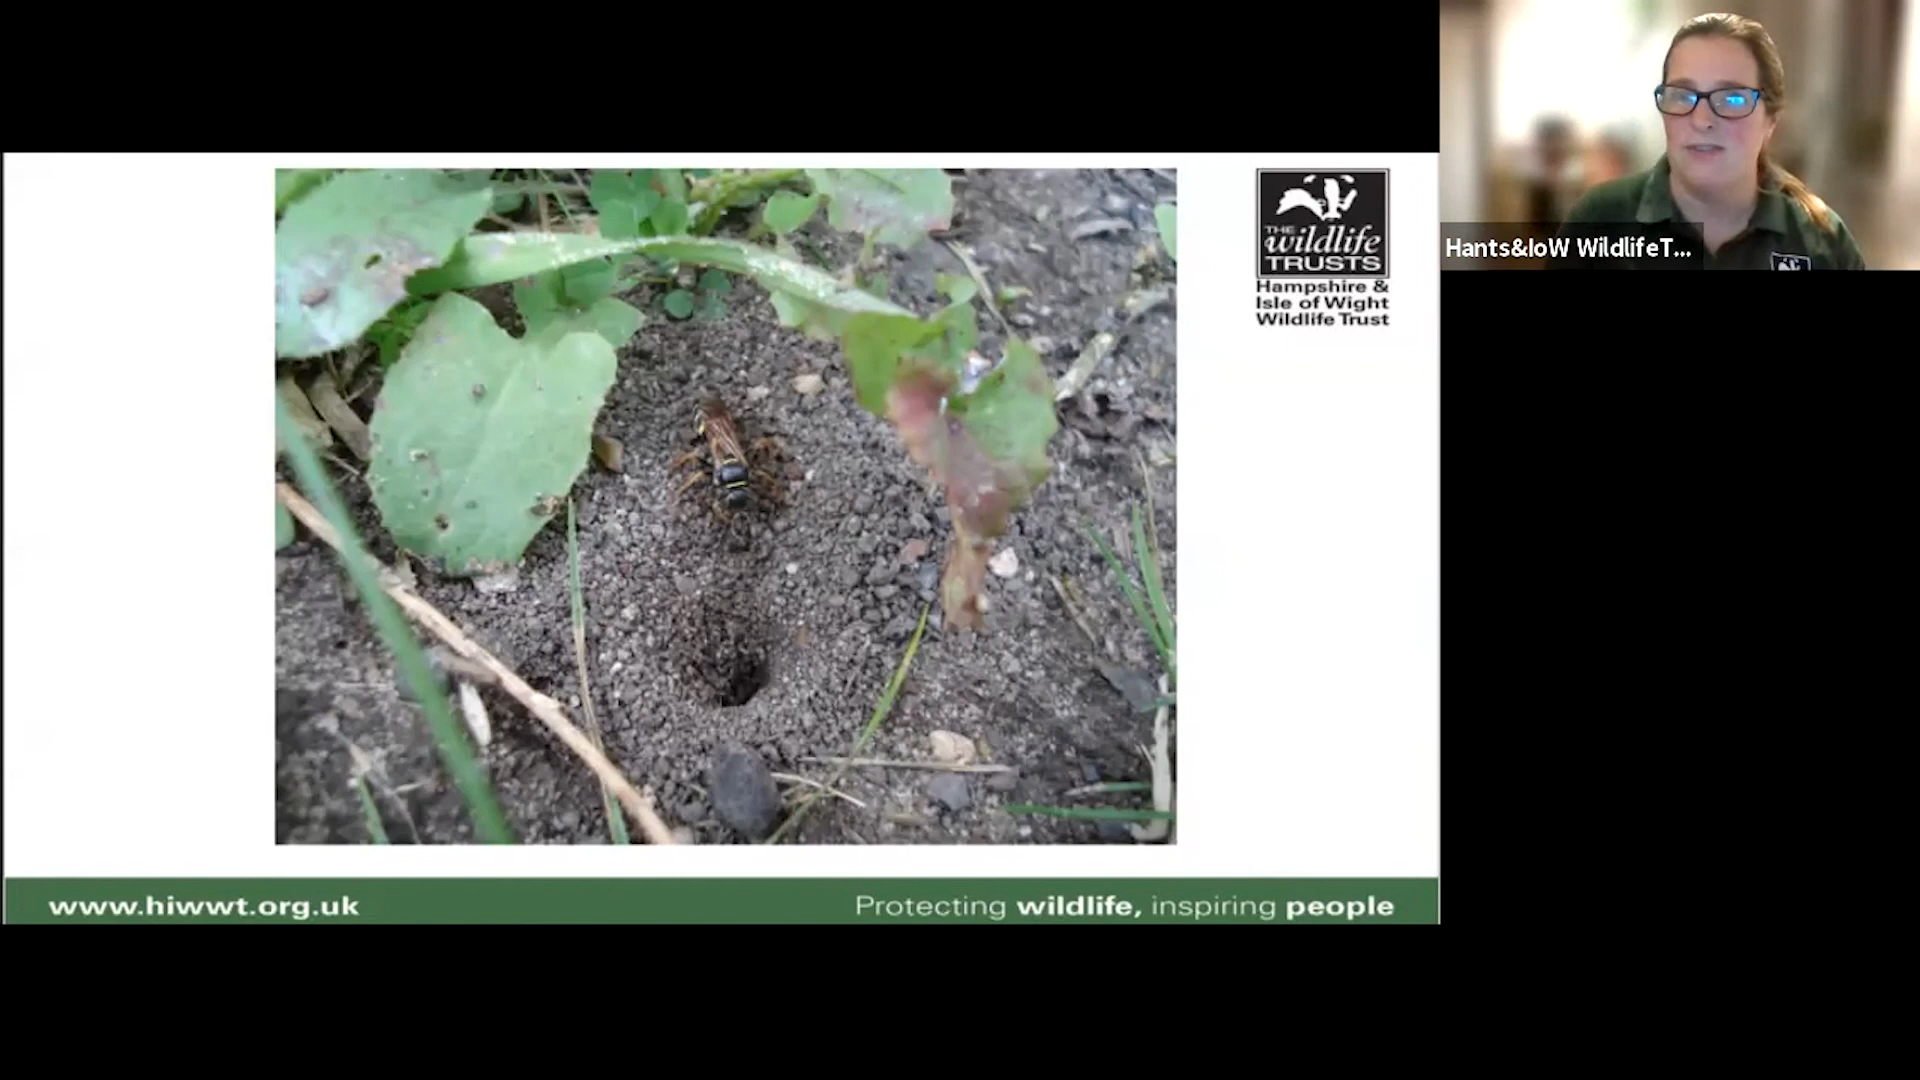 THE
wildlife
TRUSTS
Hampshire &
Isle of Wight
Wildlife Trust
Hants&IoW WildlifeT...
www.hiwwt.org.uk
Protecting wildlife, inspiring people